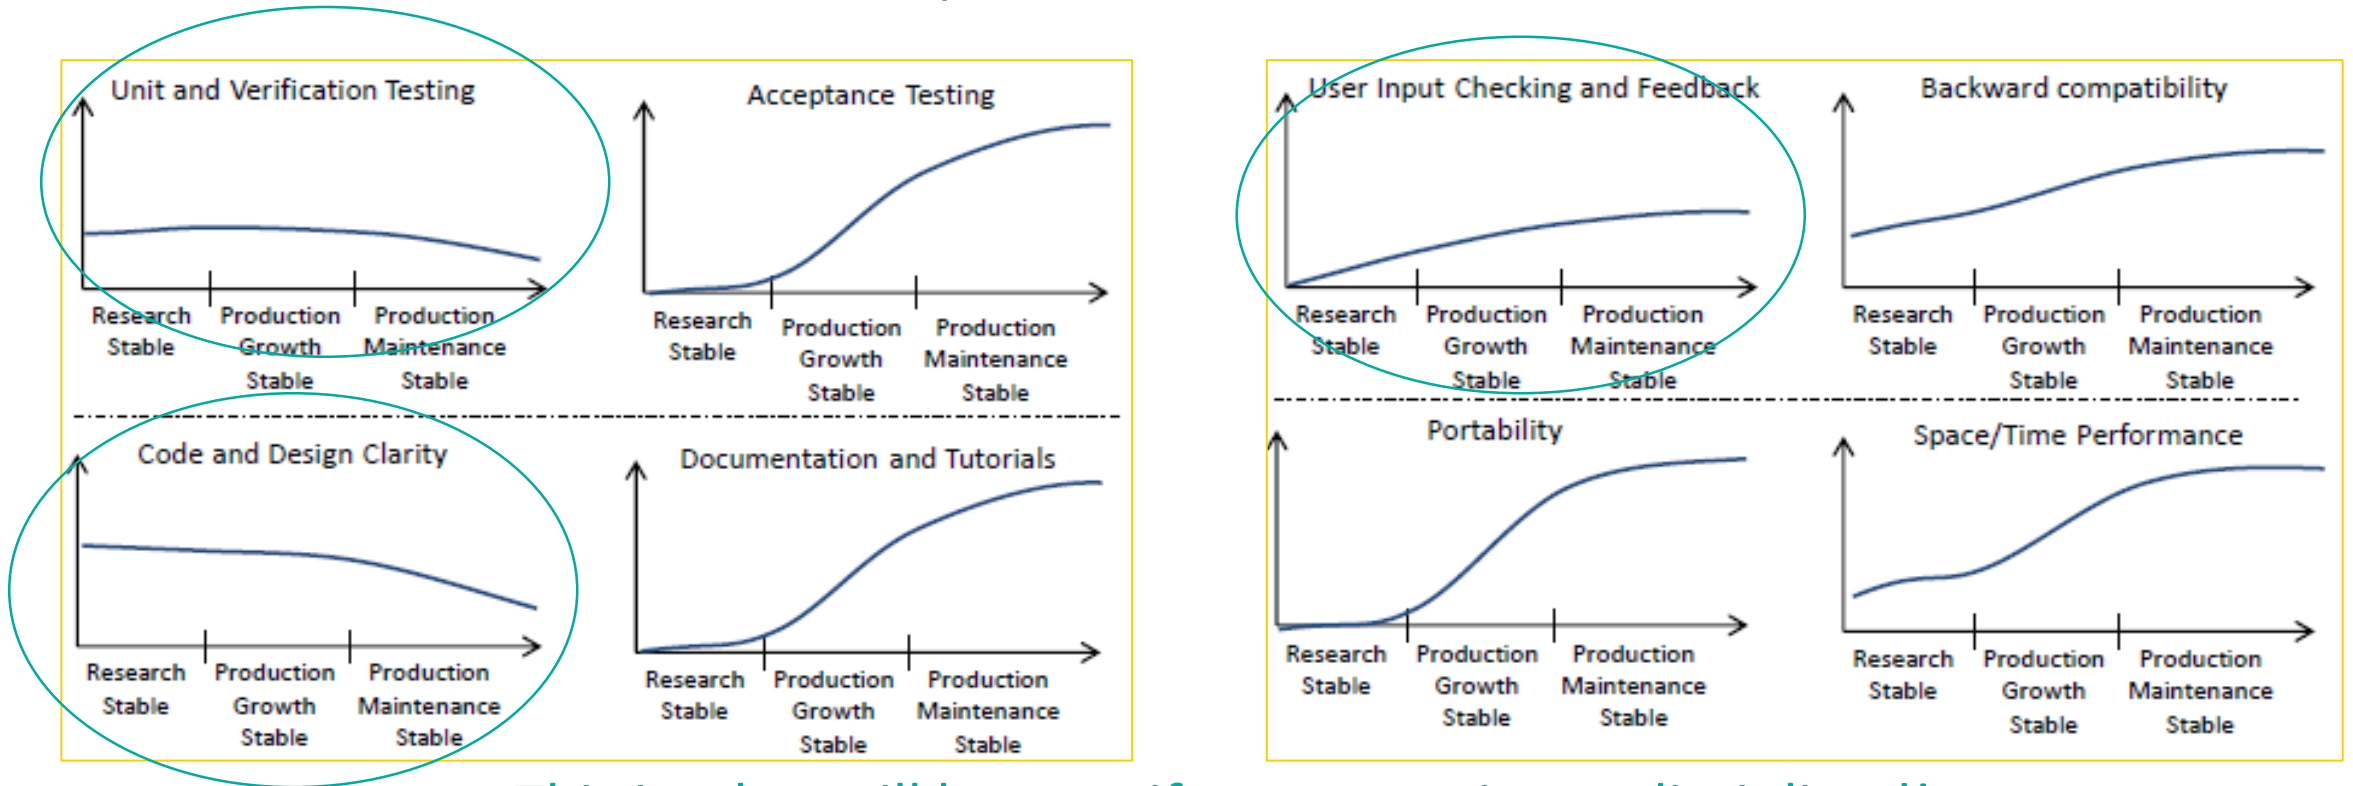 Unit and Verification Testing
Research
Stable
Production
Growth
Stable
Production
Maintenance
Stable
Acceptance Testing
Research
Stable
Production
Growth
Stable
Production
Maintenance
Stable
Code and Design Clarity
Research
Stable
Production
Growth
Stable
Production
Maintenance
Stable
Documentation and Tutorials
Research
Stable
Production
Growth
Stable
Production
Maintenance
Stable
User Input Checking and Feedback
Research
Stable
Production
Growth
Stable
Production
Maintenance
Stable
Backward compatibility
Research
Stable
Production
Growth
Stable
Production
Maintenance
Stable
Portability
Research
Stable
Production
Growth
Stable
Production
Maintenance
Stable
Space/Time Performance
Research
Stable
Production
Growth
Stable
Production
Maintenance
Stable